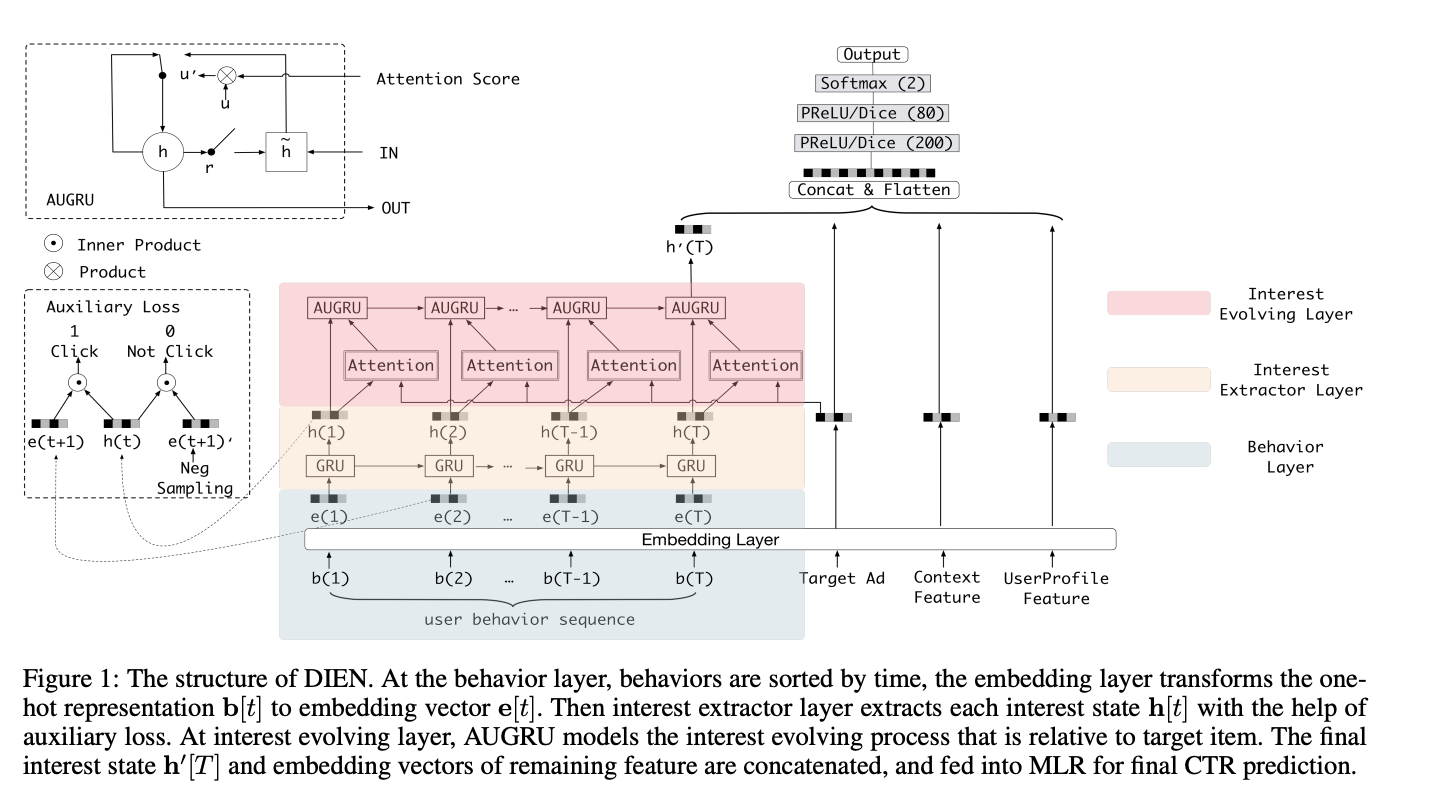 Output
Softmax (2)
PReLU/Dice (80)
PReLU/Dice (200)
Concat & Flatten
u′
u
Attention Score
h
r
h̃
IN
AUGRU
OUT
Inner Product
Product
Auxiliary Loss
1 0
Click Not Click
e(t+1) h(t) e(t+1)′
Neg
Sampling
h′(T)
AUGRU AUGRU … AUGRU AUGRU
Attention Attention Attention Attention
h(1) h(2) h(T-1) h(T)
GRU GRU … GRU GRU
e(1) e(2) … e(T-1) e(T)
Embedding Layer
b(1) b(2) … b(T-1) b(T)
user behavior sequence
Target Ad
Context
Feature
UserProfile
Feature
Interest
Evolving Layer
Interest
Extractor Layer
Behavior
Layer
Figure 1: The structure of DIEN. At the behavior layer, behaviors are sorted by time, the embedding layer transforms the one-
hot representation b[t] to embedding vector e[t]. Then interest extractor layer extracts each interest state h[t] with the help of
auxiliary loss. At interest evolving layer, AUGRU models the interest evolving process that is relative to target item. The final
interest state h′[T] and embedding vectors of remaining feature are concatenated, and fed into MLR for final CTR prediction.